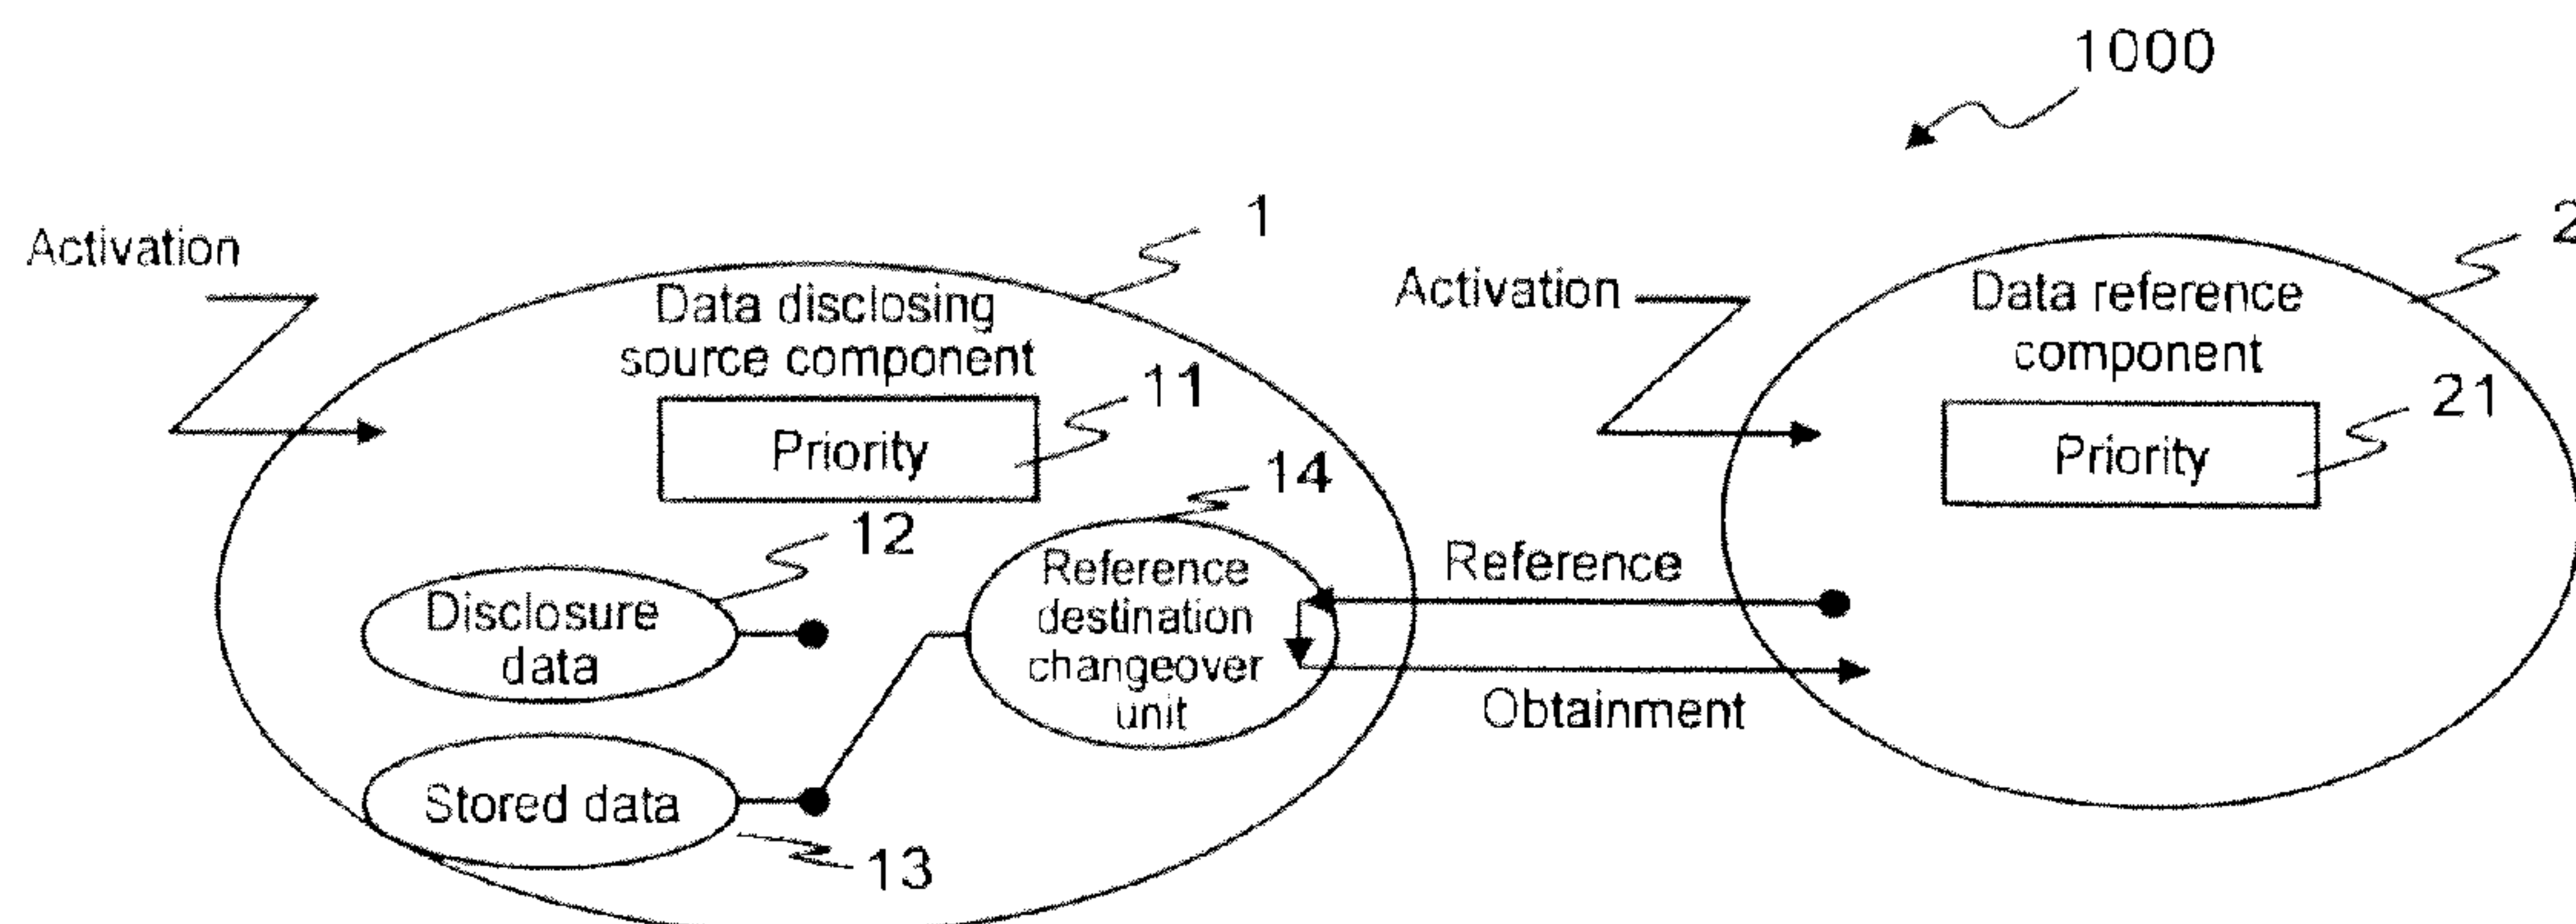 1000
1
2
Activation
Data disclosing
source component
Activation
Data reference
component
11
Priority
21
Priority
14
12
Reference
destination
changeover
unit
Reference
Disclosure
data
Obtainment
Stored data
13